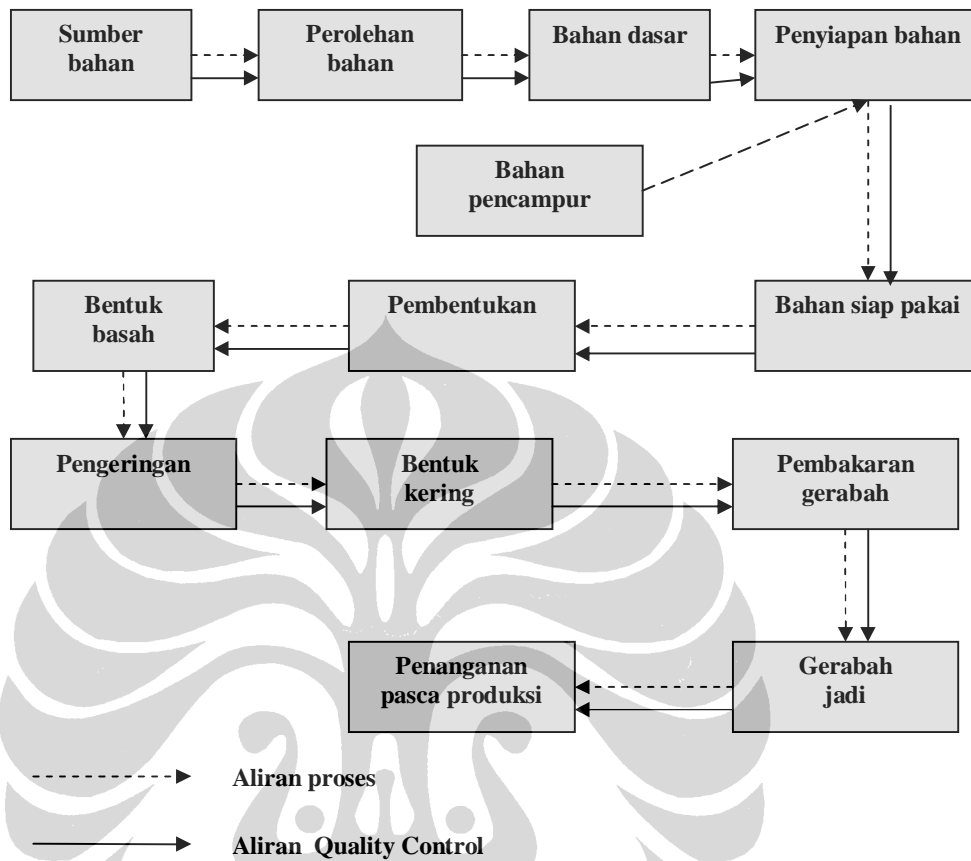 Sumber
bahan
Perolehan
bahan
Bahan dasar
Penyiapan bahan
Bahan
pencampur
Bentuk
basah
Pembentukan
Bahan siap pakai
Pengeringan
Bentuk
kering
Pembakaran
gerabah
Penanganan
pasca produksi
Gerabah
jadi
Aliran proses
Aliran Quality Control